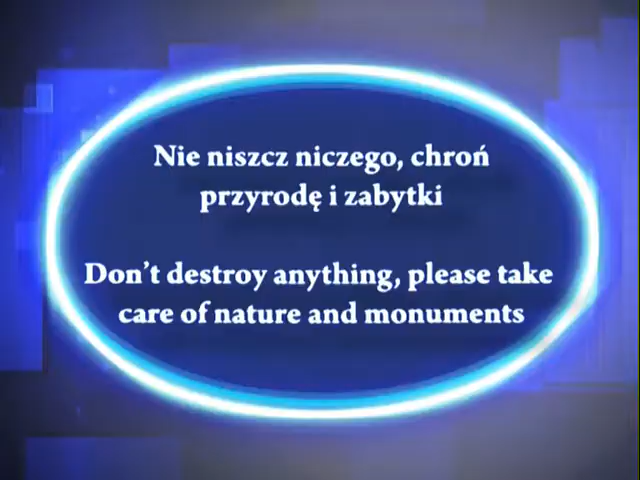 Nie niszcz niczego, chroń
przyrodę i zabytki
Don't destroy anything, please take
care of nature and monuments